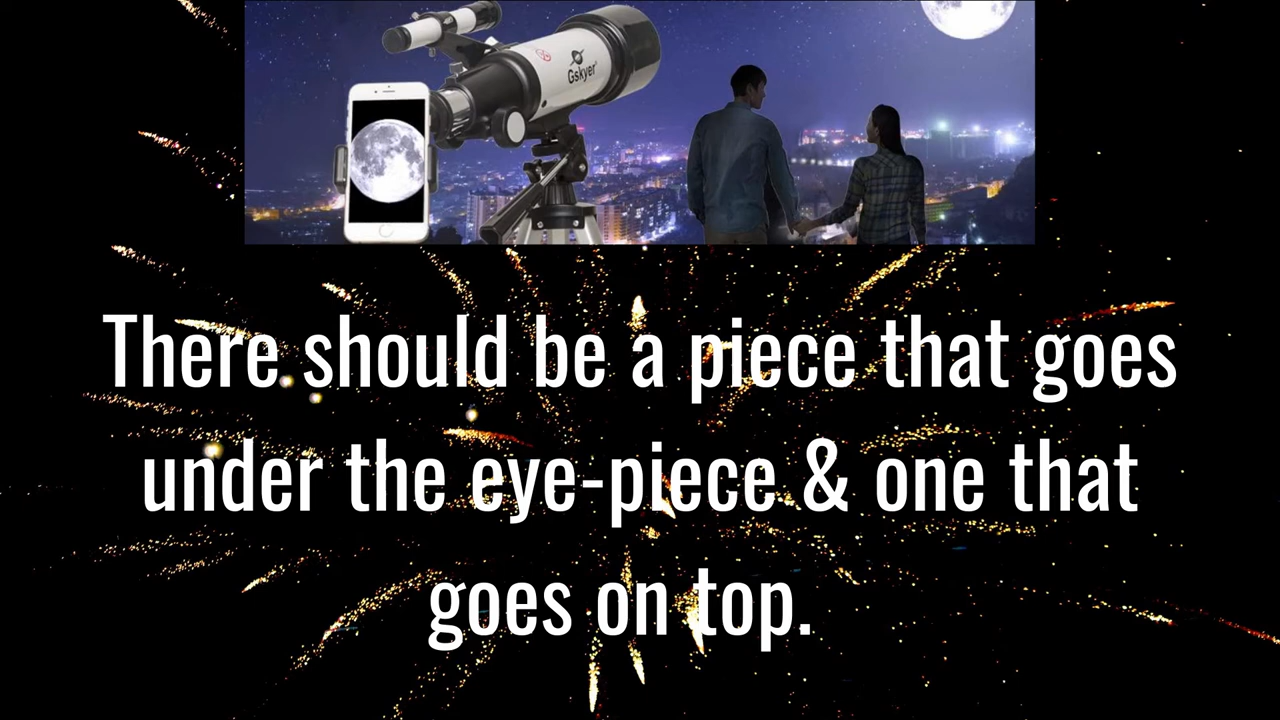 Gskyer
There should be a piece that goes
under the eye-piece & one that
goes on top.